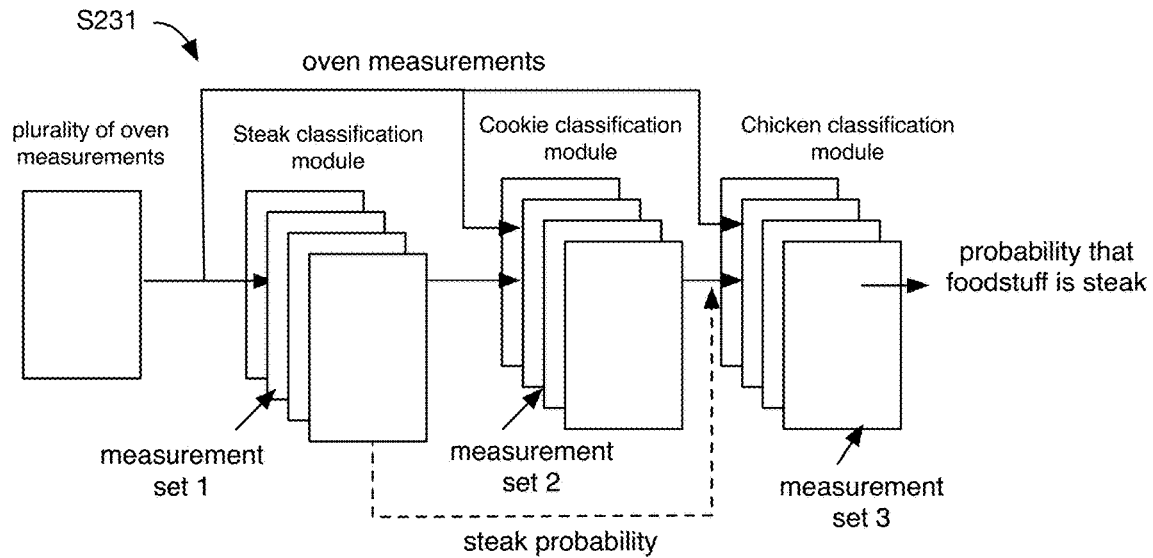 S231
oven measurements
plurality of oven
measurements
Steak classification
module
Cookie classification
module
Chicken classification
module
probability that
foodstuff is steak
measurement
set 1
measurement
set 2
measurement
set 3
steak probability